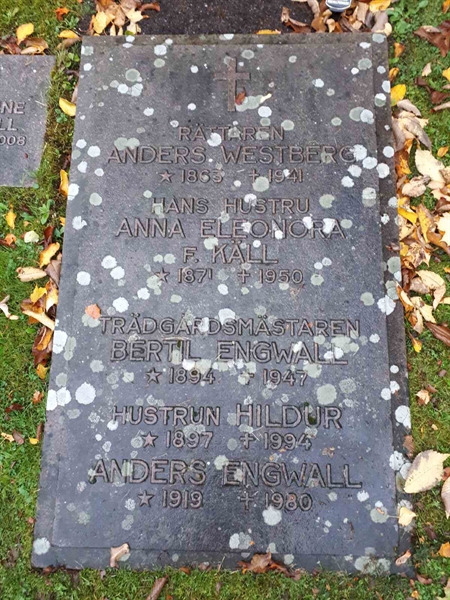 RÄTTAREN
ANDERS WESTBERG
* 1863 + 1941
HANS HUSTRU
ANNA ELEONORA
F. KÄLL
* 1871 + 1950
TRÄDGÅRDSMÄSTAREN
BERTIL ENGWALL
* 1894 + 1947
HUSTRUN HILDUR
* 1897 + 1994
ANDERS ENGWALL
* 1919 + 1980